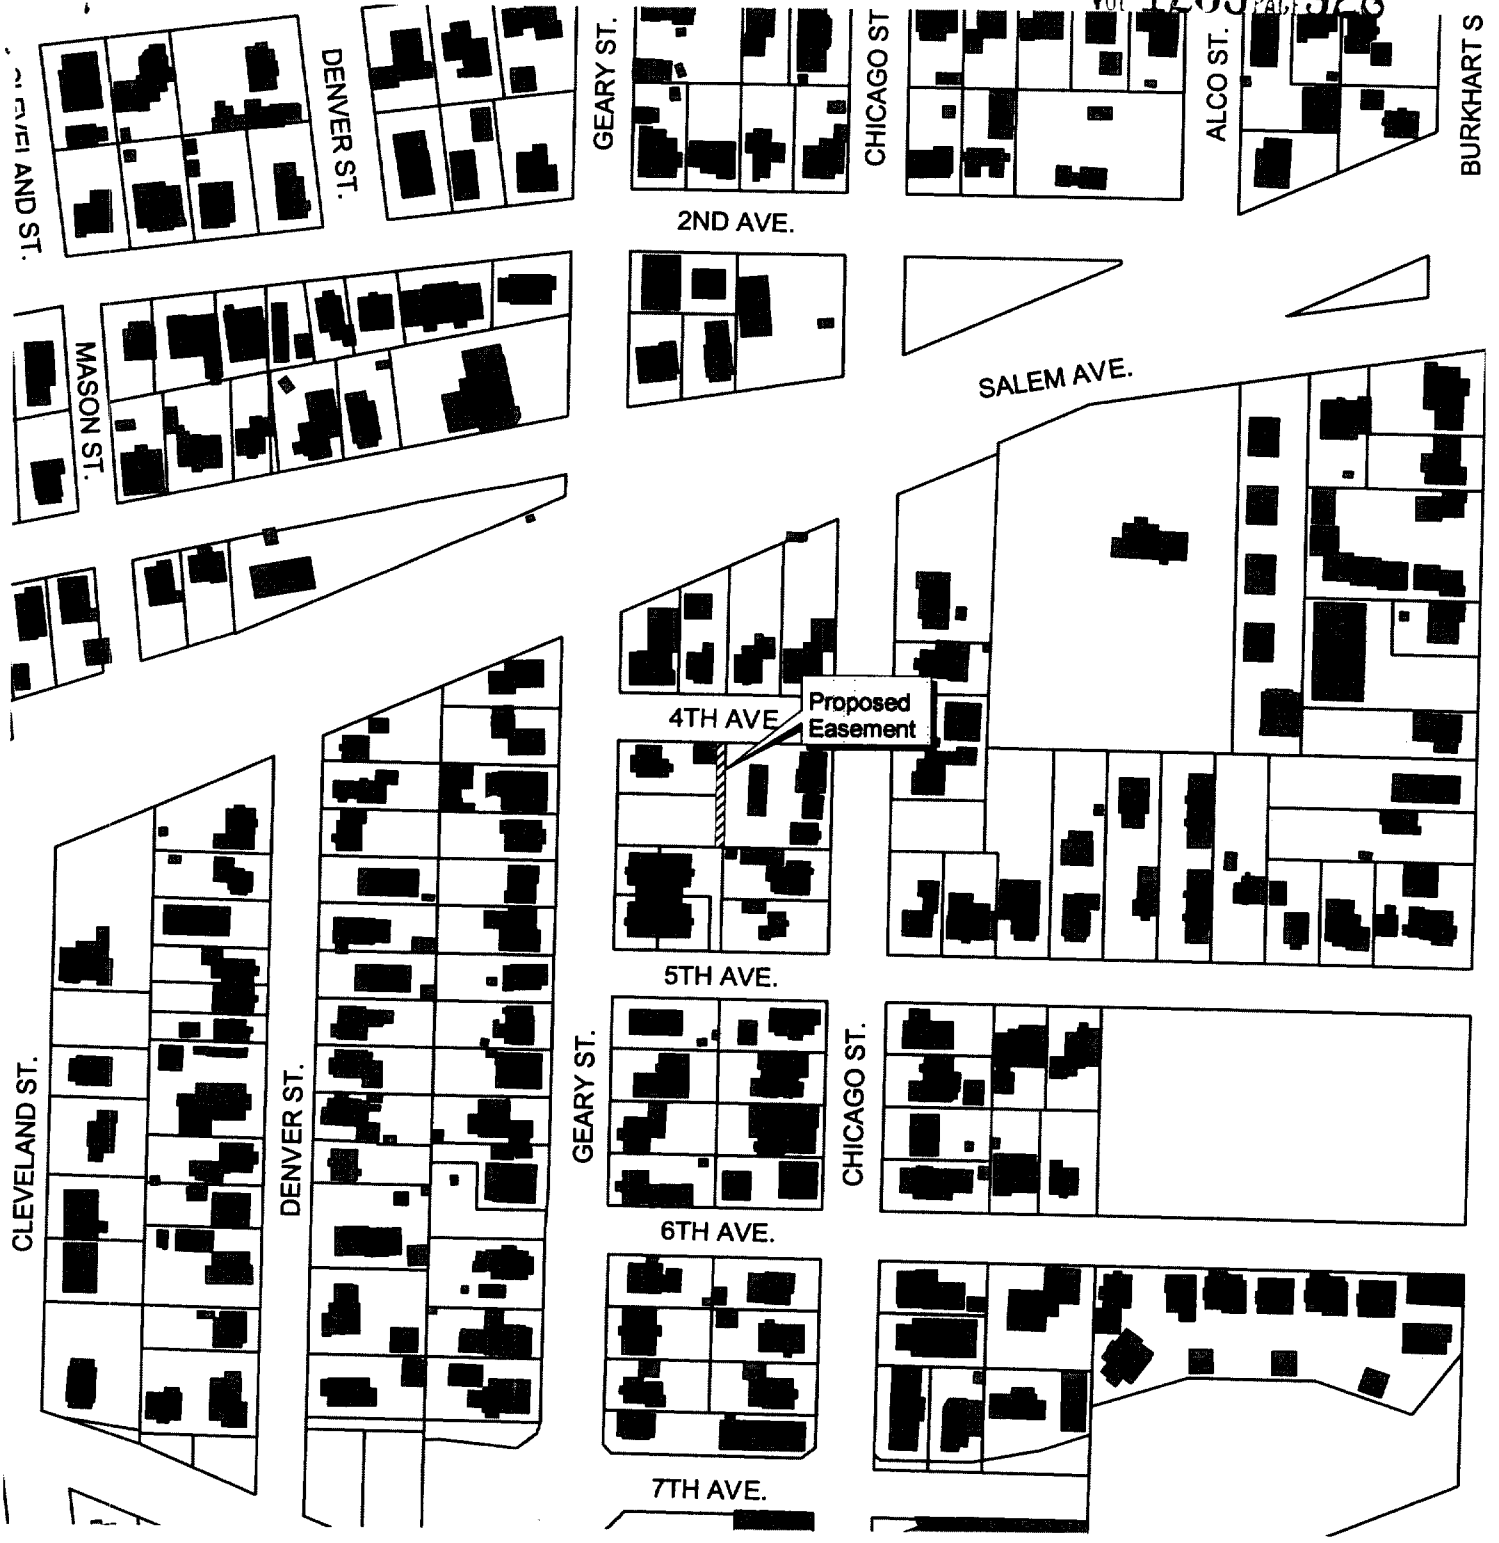 DENVER ST.
GEARY ST.
CHICAGO ST
ALCO ST.
BURKHART S
AND ST.
2ND AVE.
MASON ST.
SALEM AVE.
Proposed
Easement
4TH AVE
5TH AVE.
CLEVELAND ST.
DENVER ST.
GEARY ST.
CHICAGO ST.
6TH AVE.
7TH AVE.